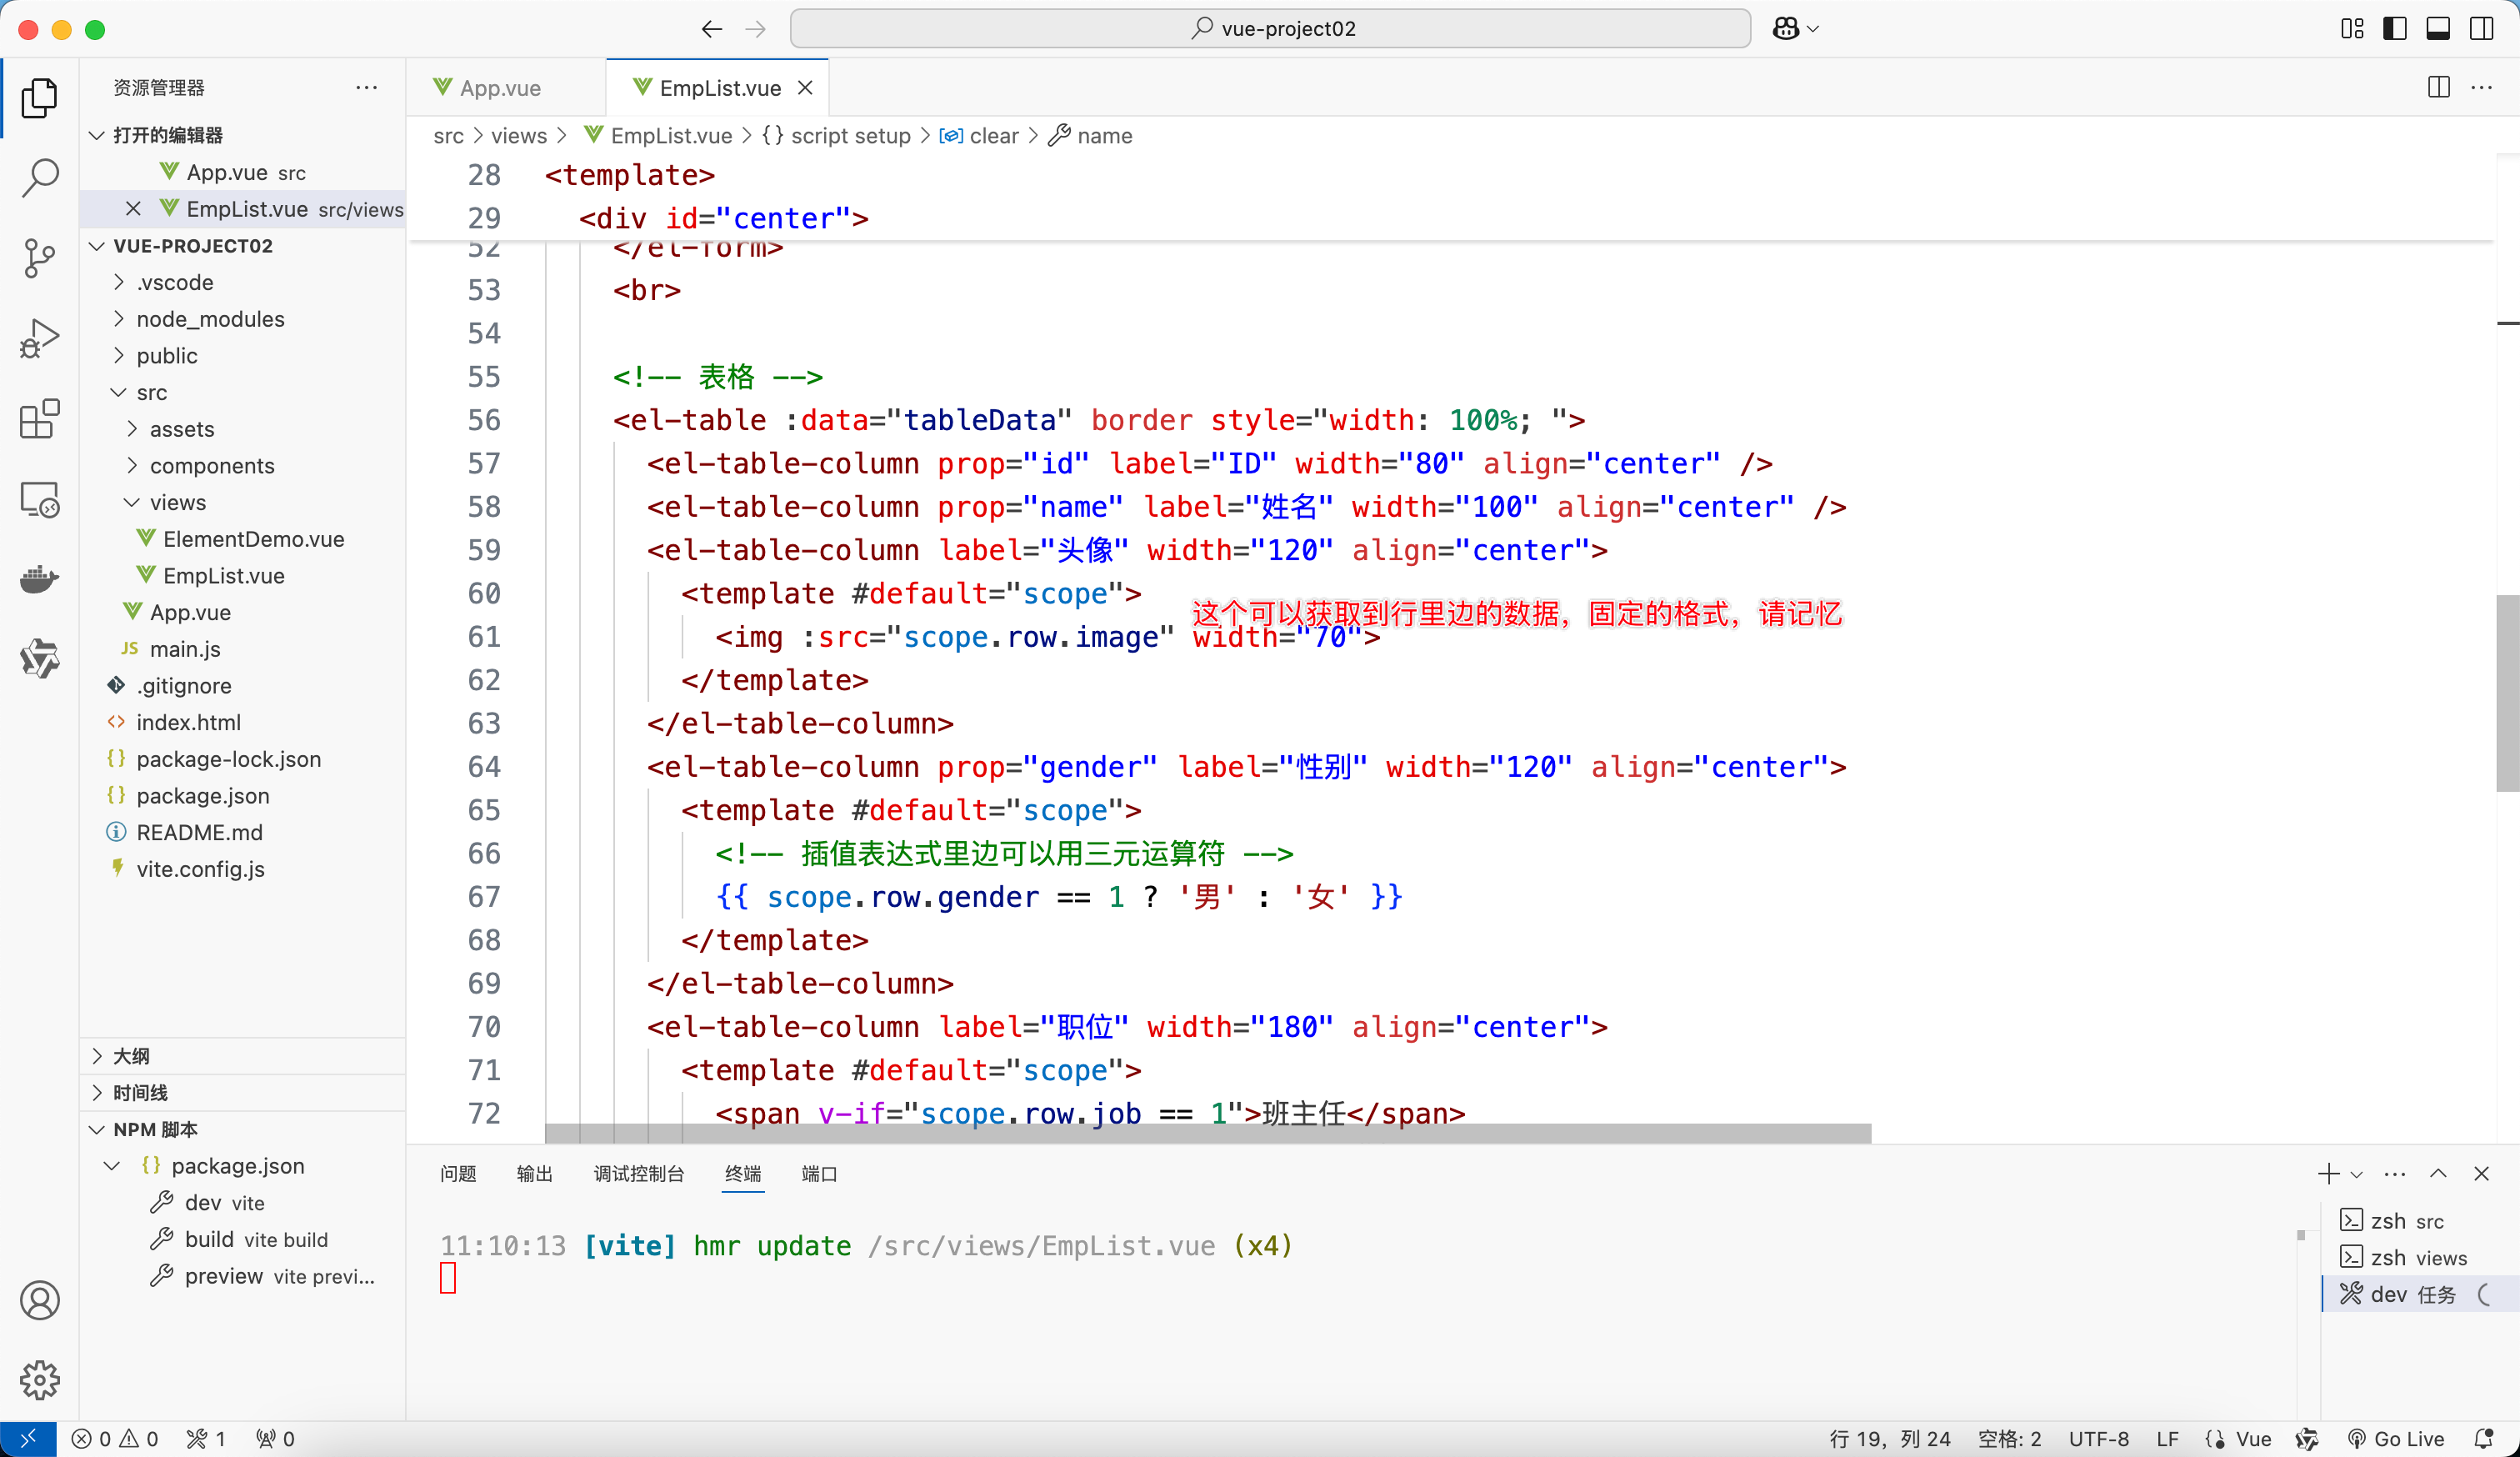 vue-project02
资源管理器
打开的编辑器
App.vue src
EmpList.vue src/views
VUE-PROJECT02
.vscode
node_modules
public
src
assets
components
views
ElementDemo.vue
EmpList.vue
App.vue
JS main.js
.gitignore
index.html
package-lock.json
package.json
README.md
vite.config.js
大纲
时间线
NPM 脚本
package.json
dev vite
build vite build
preview vite previ...
App.vue
EmpList.vue
src > views > EmpList.vue > {} script setup > clear > name
28 <template>
29 <div id="center">
52 </el-form>
53 <br>
54
55 <!-- 表格 -->
56 <el-table :data="tableData" border style="width: 100%; ">
57 <el-table-column prop="id" label="ID" width="80" align="center" />
58 <el-table-column prop="name" label="姓名" width="100" align="center" />
59 <el-table-column label="头像" width="120" align="center">
60 <template #default="scope">
这个可以获取到行里边的数据，固定的格式，请记忆
61 <img :src="scope.row.image" width="70">
62 </template>
63 </el-table-column>
64 <el-table-column prop="gender" label="性别" width="120" align="center">
65 <template #default="scope">
66 <!-- 插值表达式里边可以用三元运算符 -->
67 {{ scope.row.gender == 1 ? '男' : '女' }}
68 </template>
69 </el-table-column>
70 <el-table-column label="职位" width="180" align="center">
71 <template #default="scope">
72 <span v-if="scope.row.job == 1">班主任</span>
问题 输出 调试控制台 终端 端口
11:10:13 [vite] hmr update /src/views/EmpList.vue (x4)
zsh src
zsh views
dev 任务
0 0 1 0
行 19，列 24 空格: 2 UTF-8 LF {} Vue Go Live